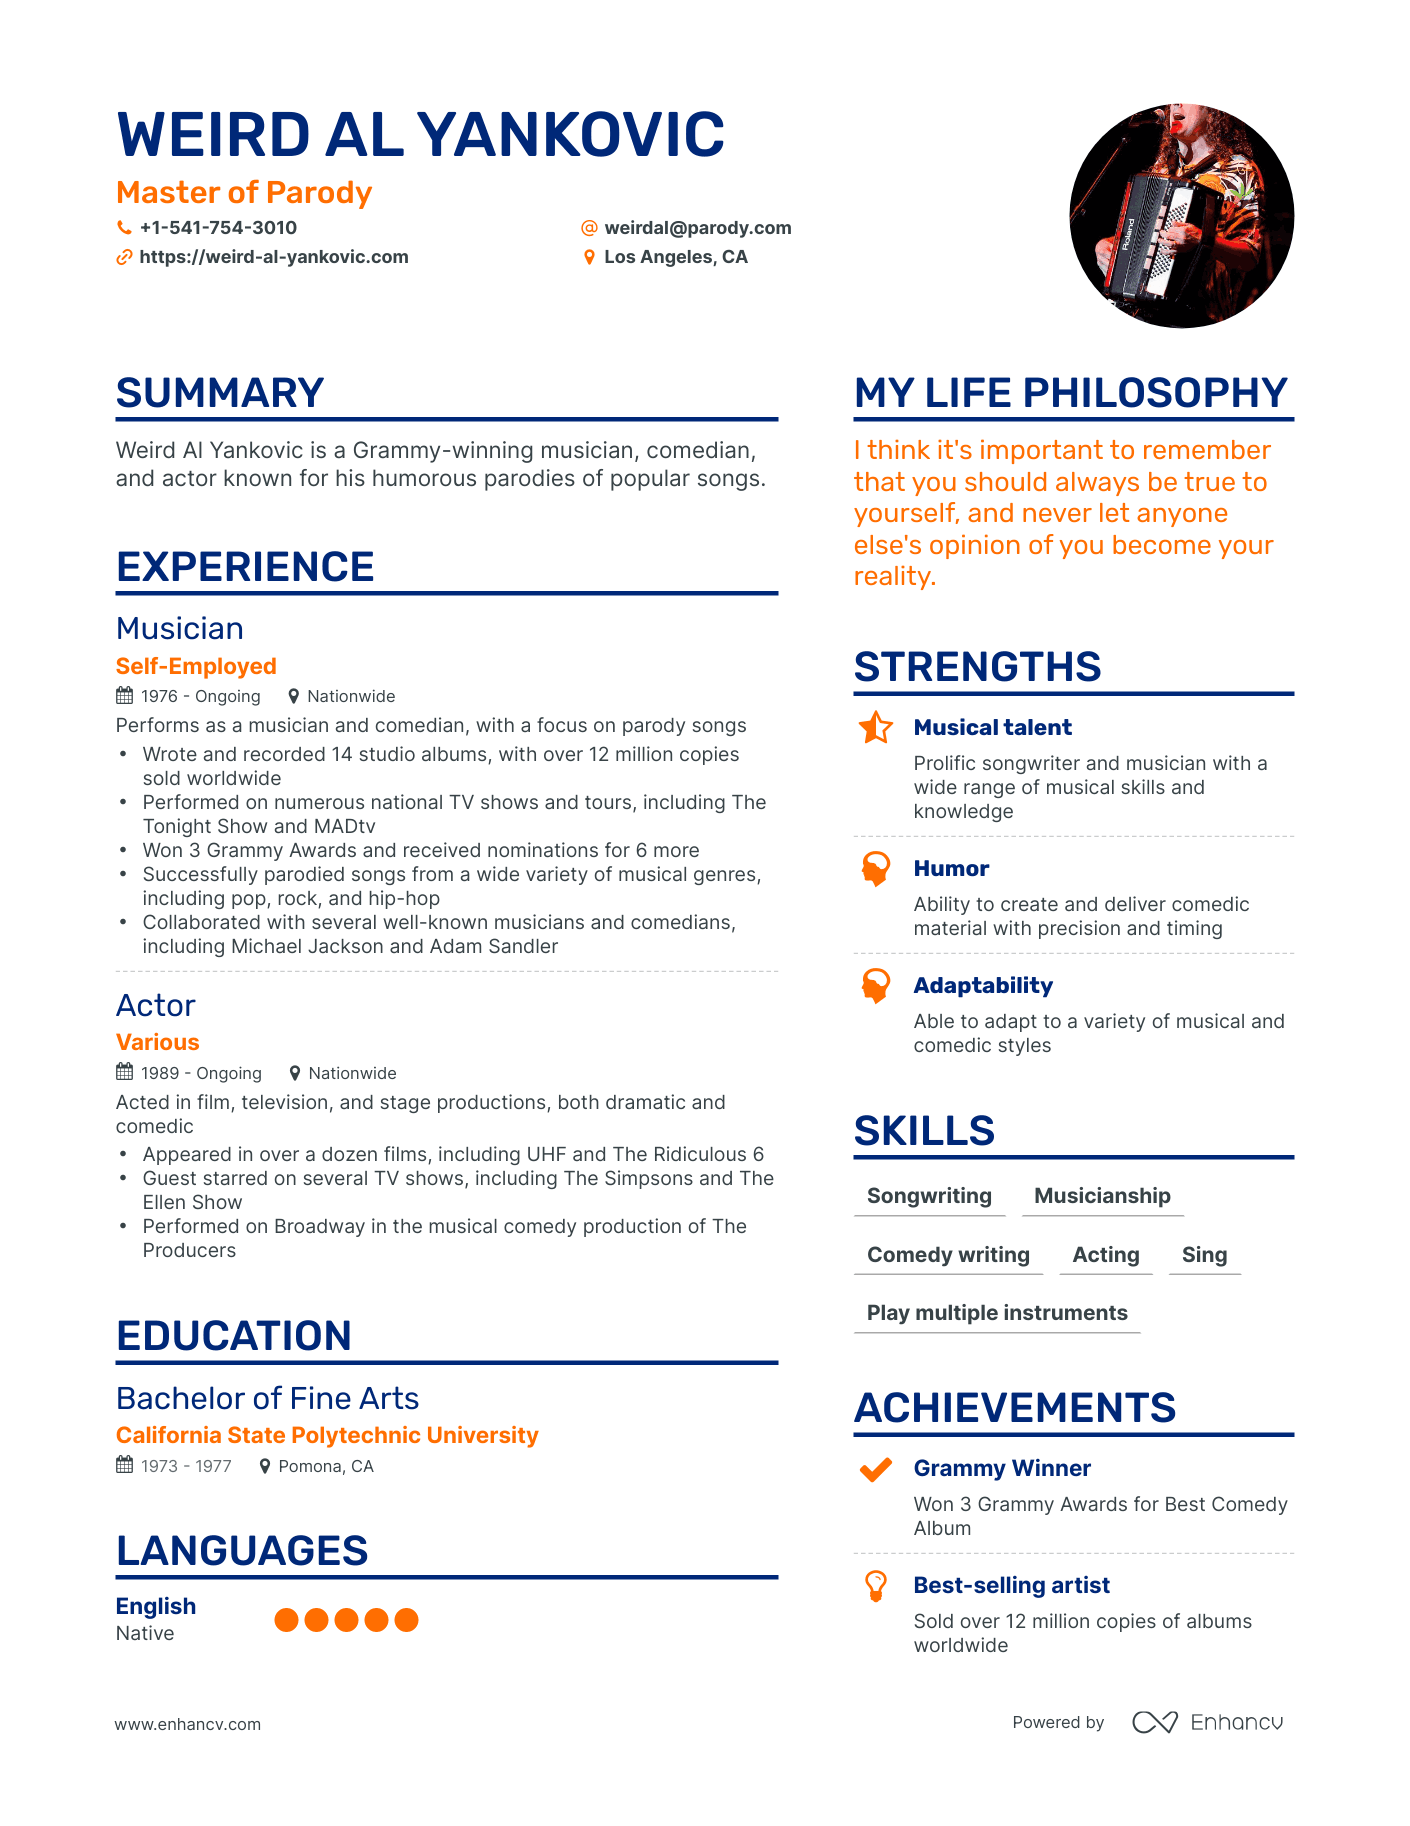 WEIRD AL YANKOVIC
Master of Parody
+1-541-754-3010
weirdal@parody.com
https://weird-al-yankovic.com
Los Angeles, CA
Roland
SUMMARY
Weird Al Yankovic is a Grammy-winning musician, comedian,
and actor known for his humorous parodies of popular songs.
EXPERIENCE
Musician
Self-Employed
1976 - Ongoing Nationwide
Performs as a musician and comedian, with a focus on parody songs
• Wrote and recorded 14 studio albums, with over 12 million copies
sold worldwide
• Performed on numerous national TV shows and tours, including The
Tonight Show and MADtv
• Won 3 Grammy Awards and received nominations for 6 more
• Successfully parodied songs from a wide variety of musical genres,
including pop, rock, and hip-hop
• Collaborated with several well-known musicians and comedians,
including Michael Jackson and Adam Sandler
Actor
Various
1989 - Ongoing Nationwide
Acted in film, television, and stage productions, both dramatic and
comedic
• Appeared in over a dozen films, including UHF and The Ridiculous 6
• Guest starred on several TV shows, including The Simpsons and The
Ellen Show
• Performed on Broadway in the musical comedy production of The
Producers
EDUCATION
Bachelor of Fine Arts
California State Polytechnic University
1973 - 1977 Pomona, CA
LANGUAGES
English
Native
MY LIFE PHILOSOPHY
I think it's important to remember
that you should always be true to
yourself, and never let anyone
else's opinion of you become your
reality.
STRENGTHS
Musical talent
Prolific songwriter and musician with a
wide range of musical skills and
knowledge
Humor
Ability to create and deliver comedic
material with precision and timing
Adaptability
Able to adapt to a variety of musical and
comedic styles
SKILLS
Songwriting Musicianship
Comedy writing Acting Sing
Play multiple instruments
ACHIEVEMENTS
Grammy Winner
Won 3 Grammy Awards for Best Comedy
Album
Best-selling artist
Sold over 12 million copies of albums
worldwide
www.enhancv.com
Powered by Enhancv